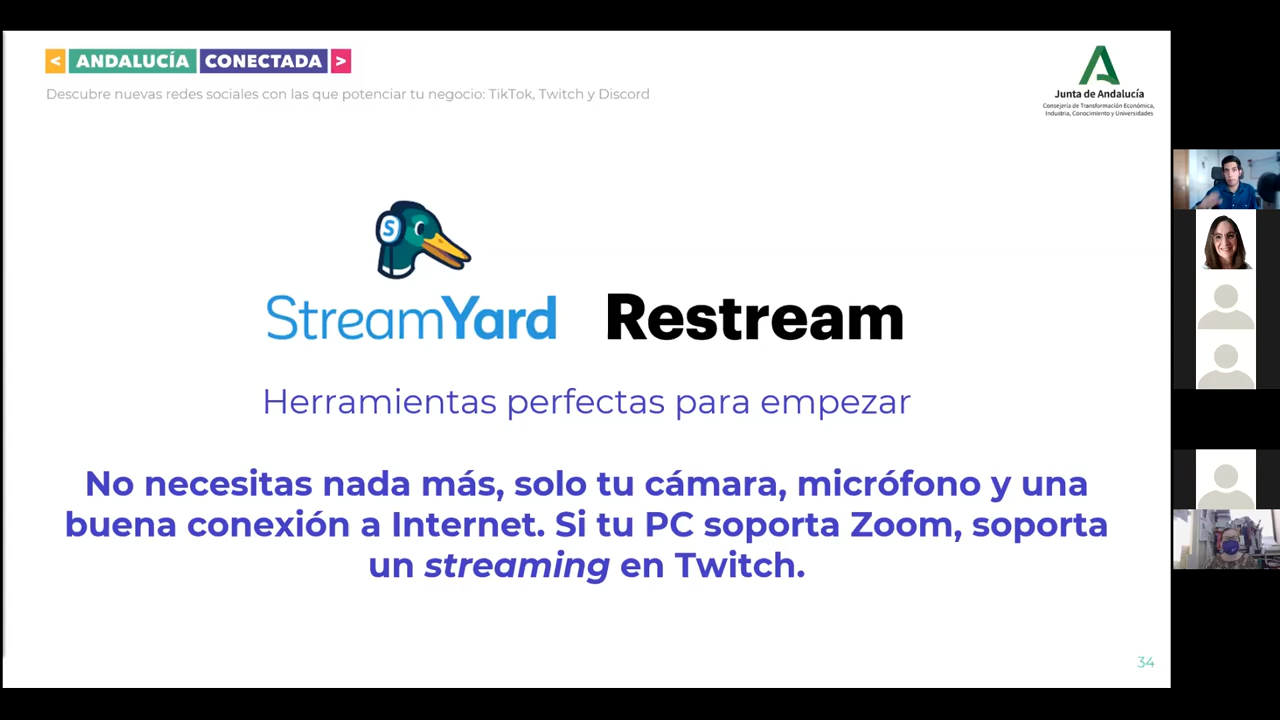 < ANDALUCÍA CONECTADA >
Descubre nuevas redes sociales con las que potenciar tu negocio: TikTok, Twitch y Discord
Junta de Andalucía
Consejería de Transformación Económica,
Industria, Conocimiento y Universidades
S
StreamYard
Restream
Herramientas perfectas para empezar
No necesitas nada más, solo tu cámara, micrófono y una
buena conexión a Internet. Si tu PC soporta Zoom, soporta
un streaming en Twitch.
34